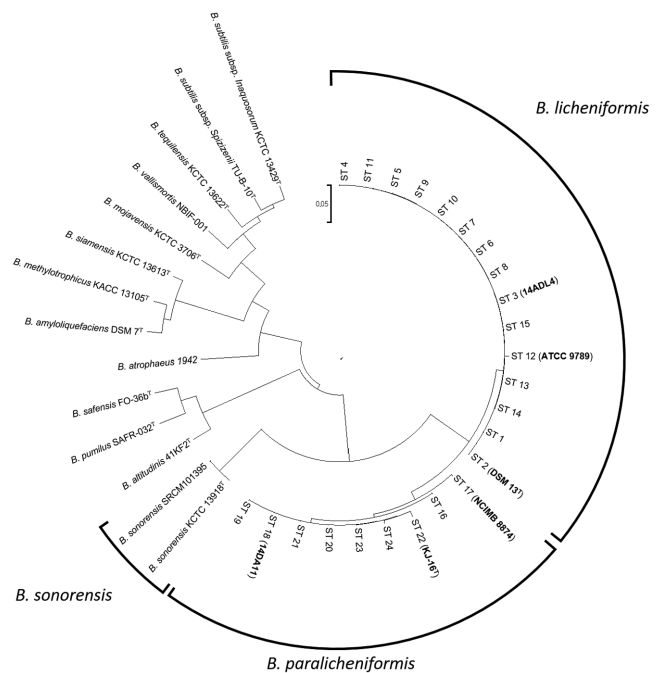 B. licheniformis
ST 4
ST 11
ST 5
ST 9
ST 10
ST 7
ST 6
ST 8
ST 3 (14ADL4)
ST 15
ST 12 (ATCC 9789)
ST 13
ST 14
ST 1
ST 2 (DSM 13ᵀ)
ST 17 (NCIMB 8874)
ST 16
ST 22 (KJ-16ᵀ)
ST 24
ST 23
ST 20
ST 21
ST 18 (14DA11)
ST 19
B. sonorensis KCTC 13918ᵀ
B. sonorensis SRCM101395
B. altitudinis 41KF2ᵀ
B. pumilus SAFR-032ᵀ
B. safensis FO-36bᵀ
B. atrophaeus 1942
B. amyloliquefaciens DSM 7ᵀ
B. methylotrophicus KACC 13105ᵀ
B. siamensis KCTC 13613ᵀ
B. mojavensis KCTC 3706ᵀ
B. vallismortis NBIF-001
B. tequilensis KCTC 13622ᵀ
B. subtilis subsp. Spizizenii TU-B-10ᵀ
B. subtilis subsp. Inaquosorum KCTC 13429ᵀ
0,05
B. sonorensis
B. paralicheniformis